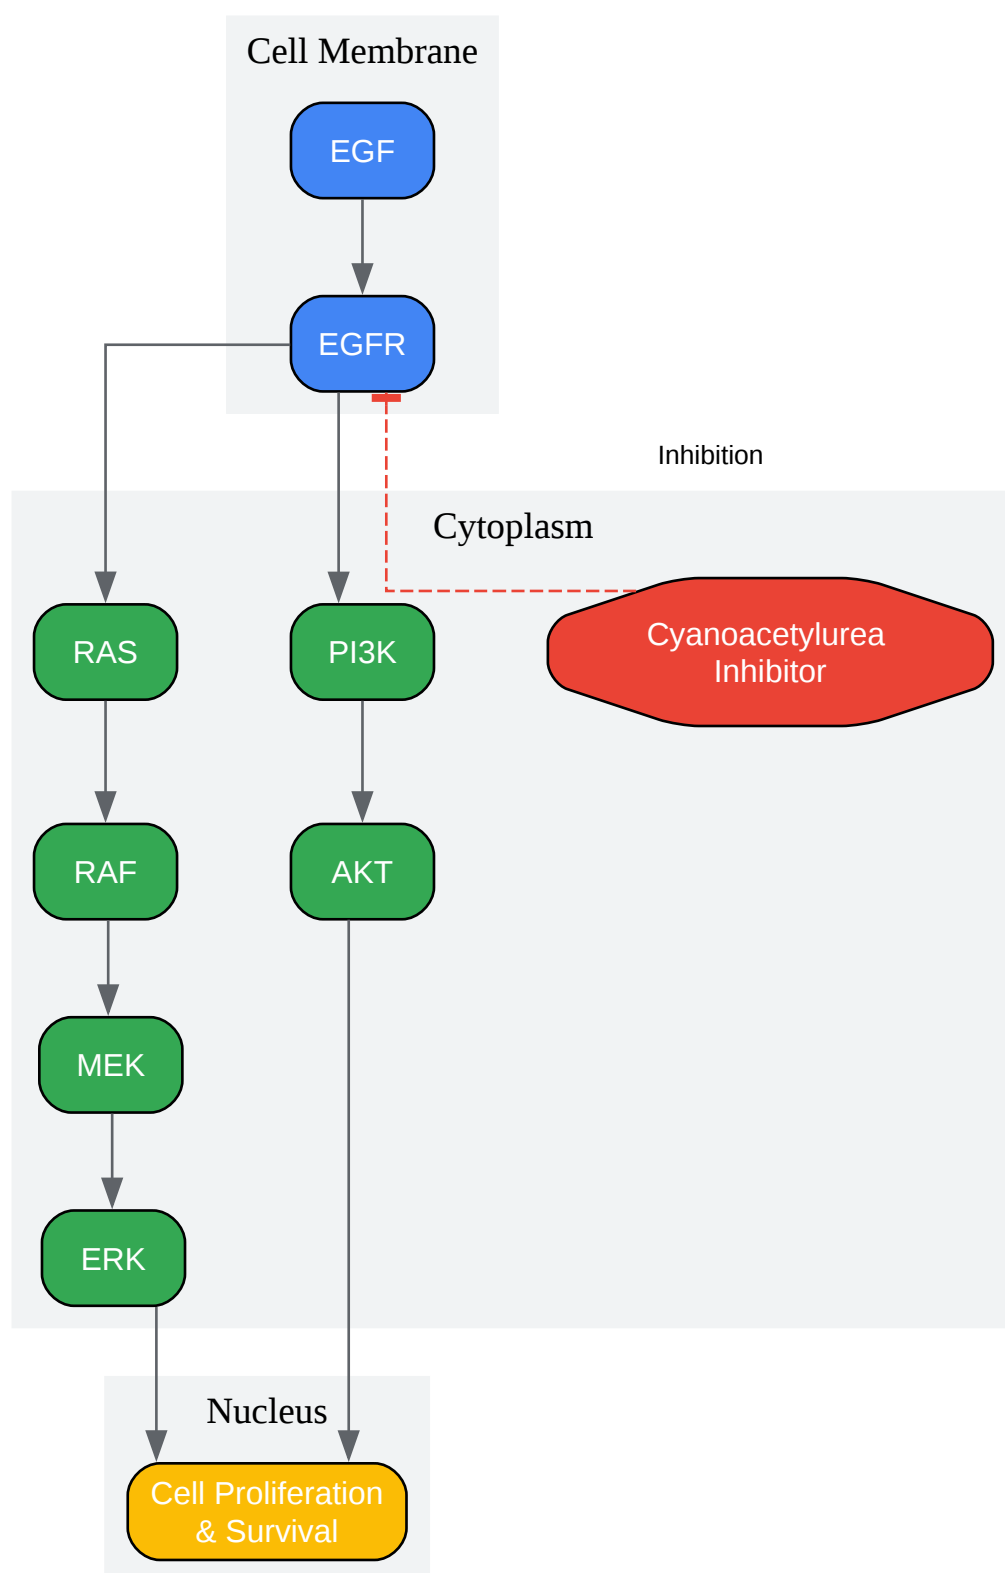 Cell Membrane
EGF
EGFR
Inhibition
Cytoplasm
RAS
PI3K
Cyanoacetylurea
Inhibitor
RAF
AKT
MEK
ERK
Nucleus
Cell Proliferation
& Survival